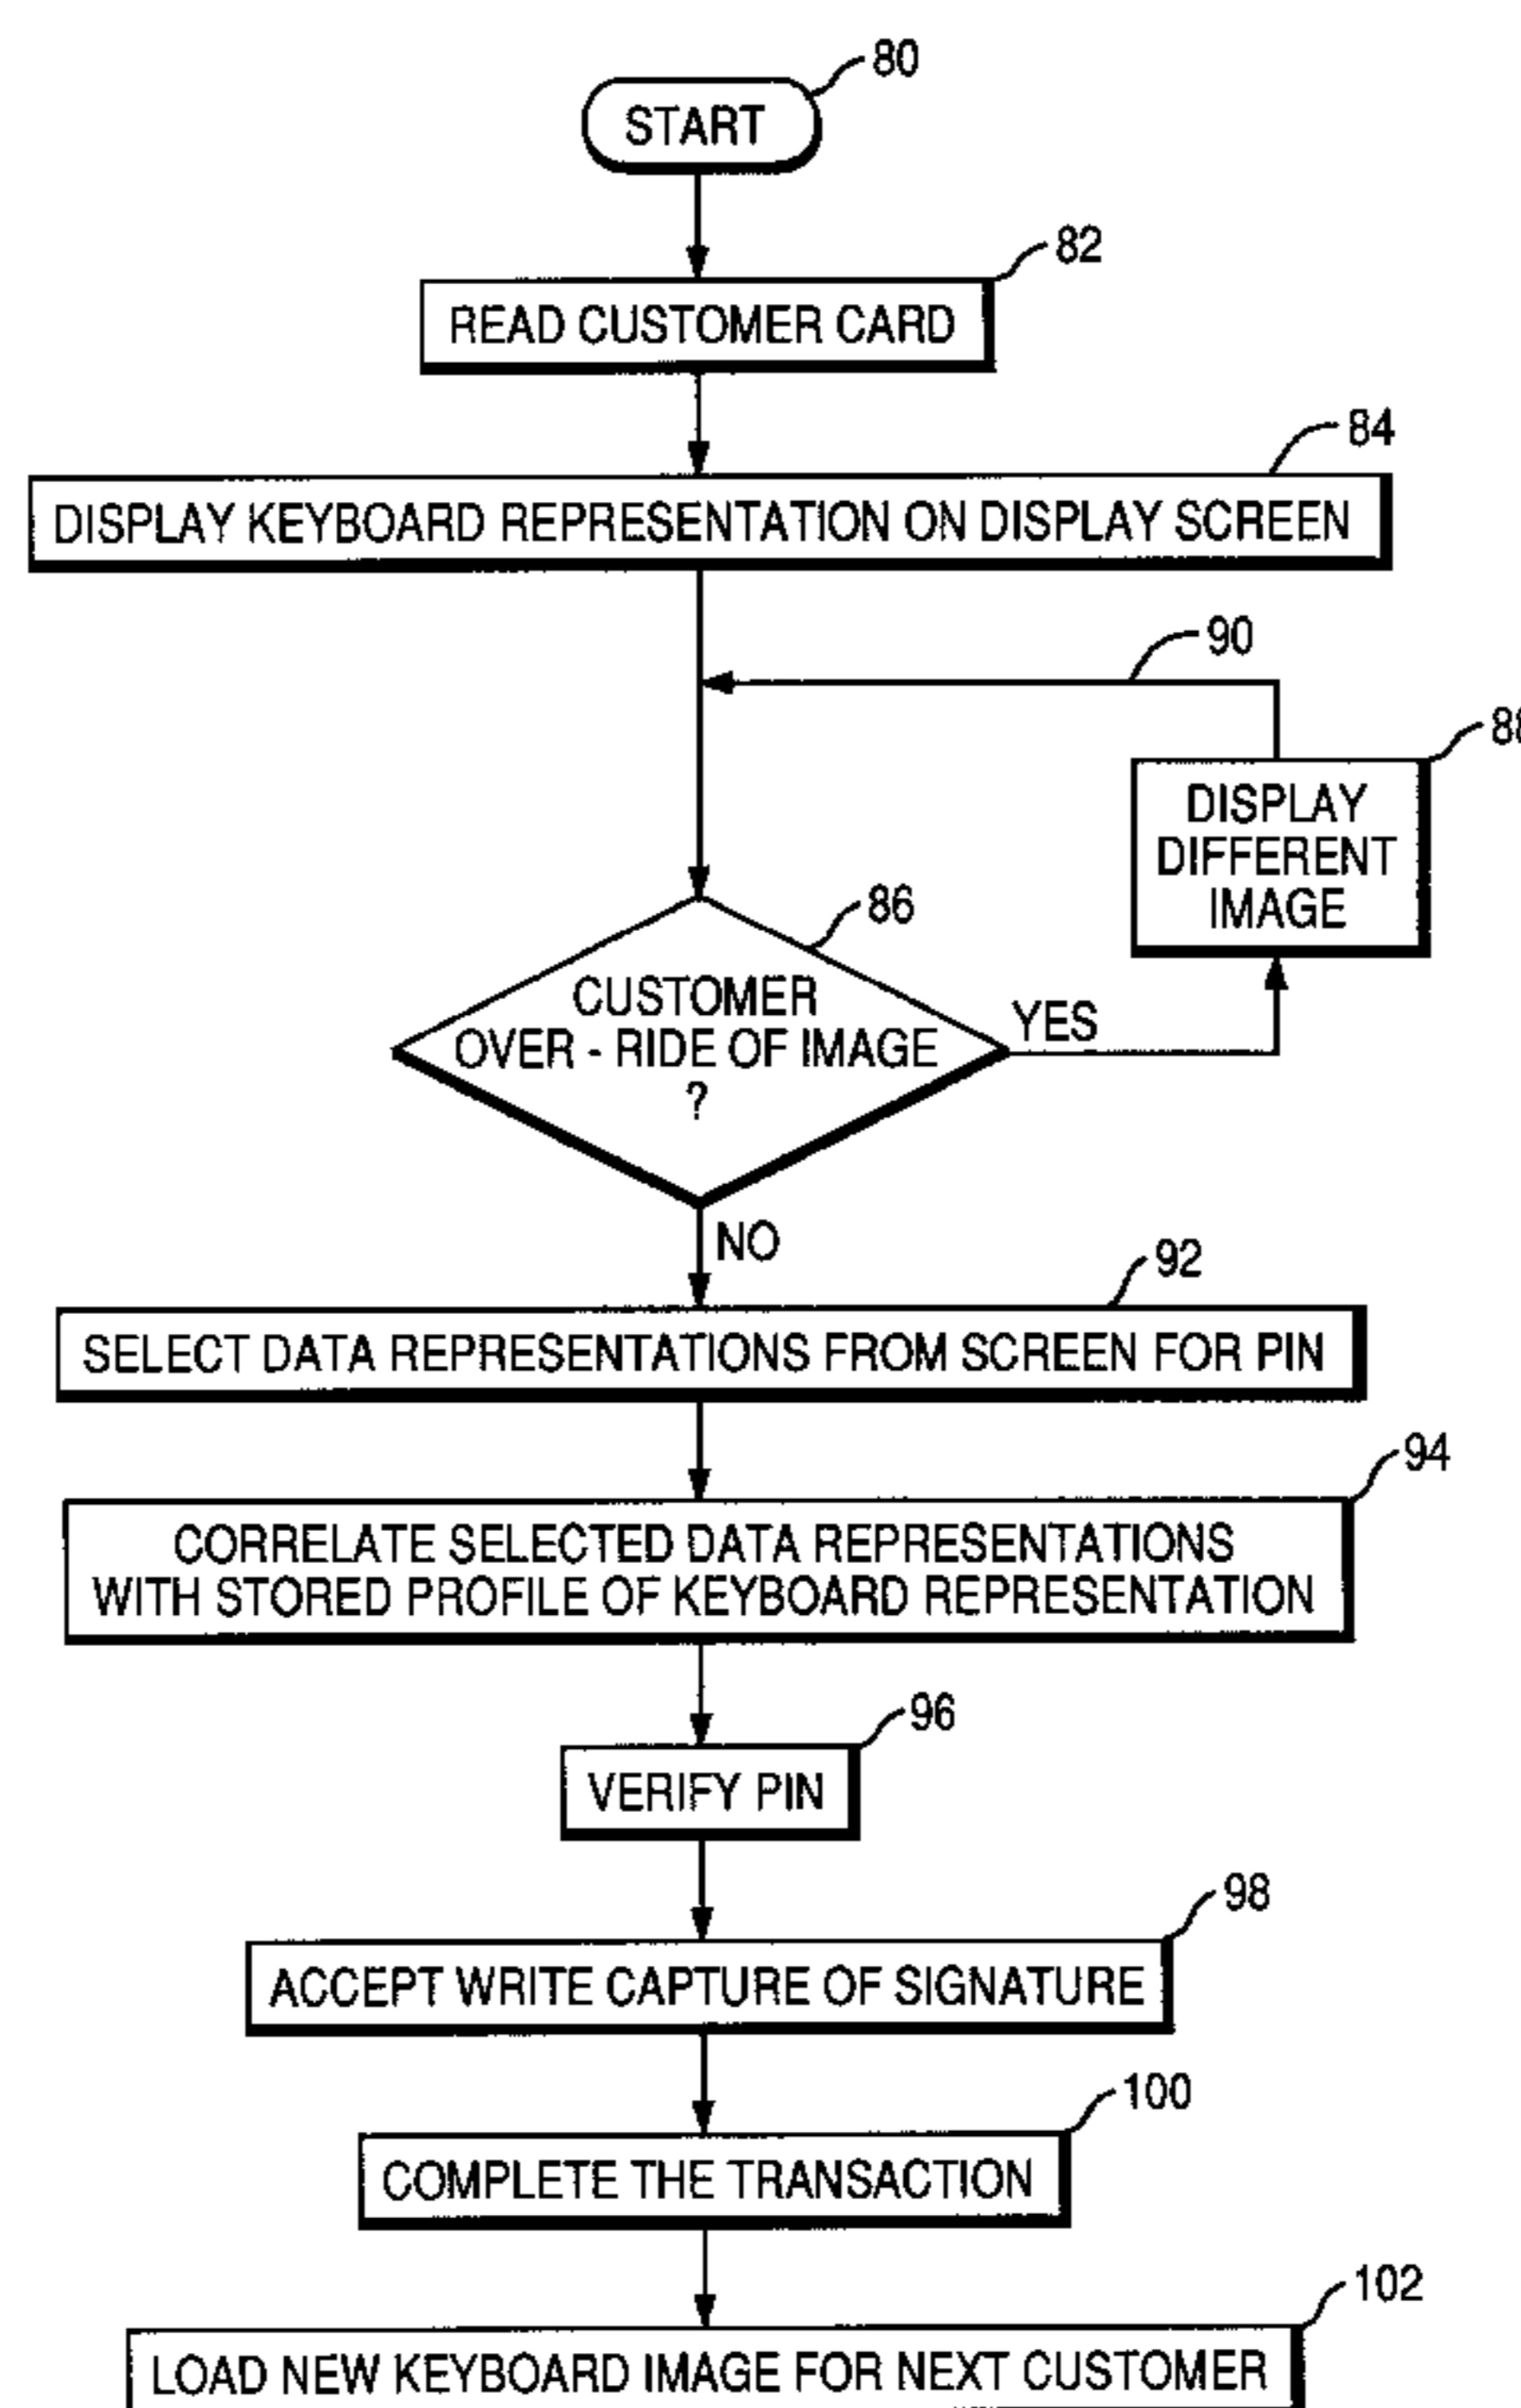 80
START
82
READ CUSTOMER CARD
84
DISPLAY KEYBOARD REPRESENTATION ON DISPLAY SCREEN
90
88
DISPLAY
DIFFERENT
IMAGE
86
CUSTOMER
OVER - RIDE OF IMAGE
?
YES
NO
92
SELECT DATA REPRESENTATIONS FROM SCREEN FOR PIN
94
CORRELATE SELECTED DATA REPRESENTATIONS
WITH STORED PROFILE OF KEYBOARD REPRESENTATION
96
VERIFY PIN
98
ACCEPT WRITE CAPTURE OF SIGNATURE
100
COMPLETE THE TRANSACTION
102
LOAD NEW KEYBOARD IMAGE FOR NEXT CUSTOMER